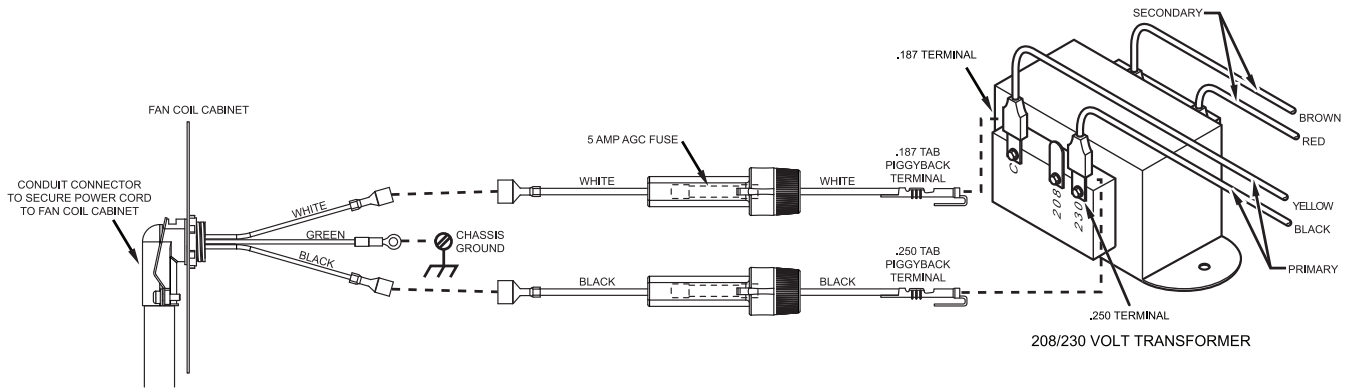 SECONDARY
.187 TERMINAL
BROWN
RED
FAN COIL CABINET
5 AMP AGC FUSE
.187 TAB
PIGGYBACK
TERMINAL
CONDUIT CONNECTOR
TO SECURE POWER CORD
TO FAN COIL CABINET
WHITE
WHITE
WHITE
C
208
230
YELLOW
BLACK
GREEN
CHASSIS
GROUND
BLACK
BLACK
BLACK
.250 TAB
PIGGYBACK
TERMINAL
PRIMARY
.250 TERMINAL
208/230 VOLT TRANSFORMER